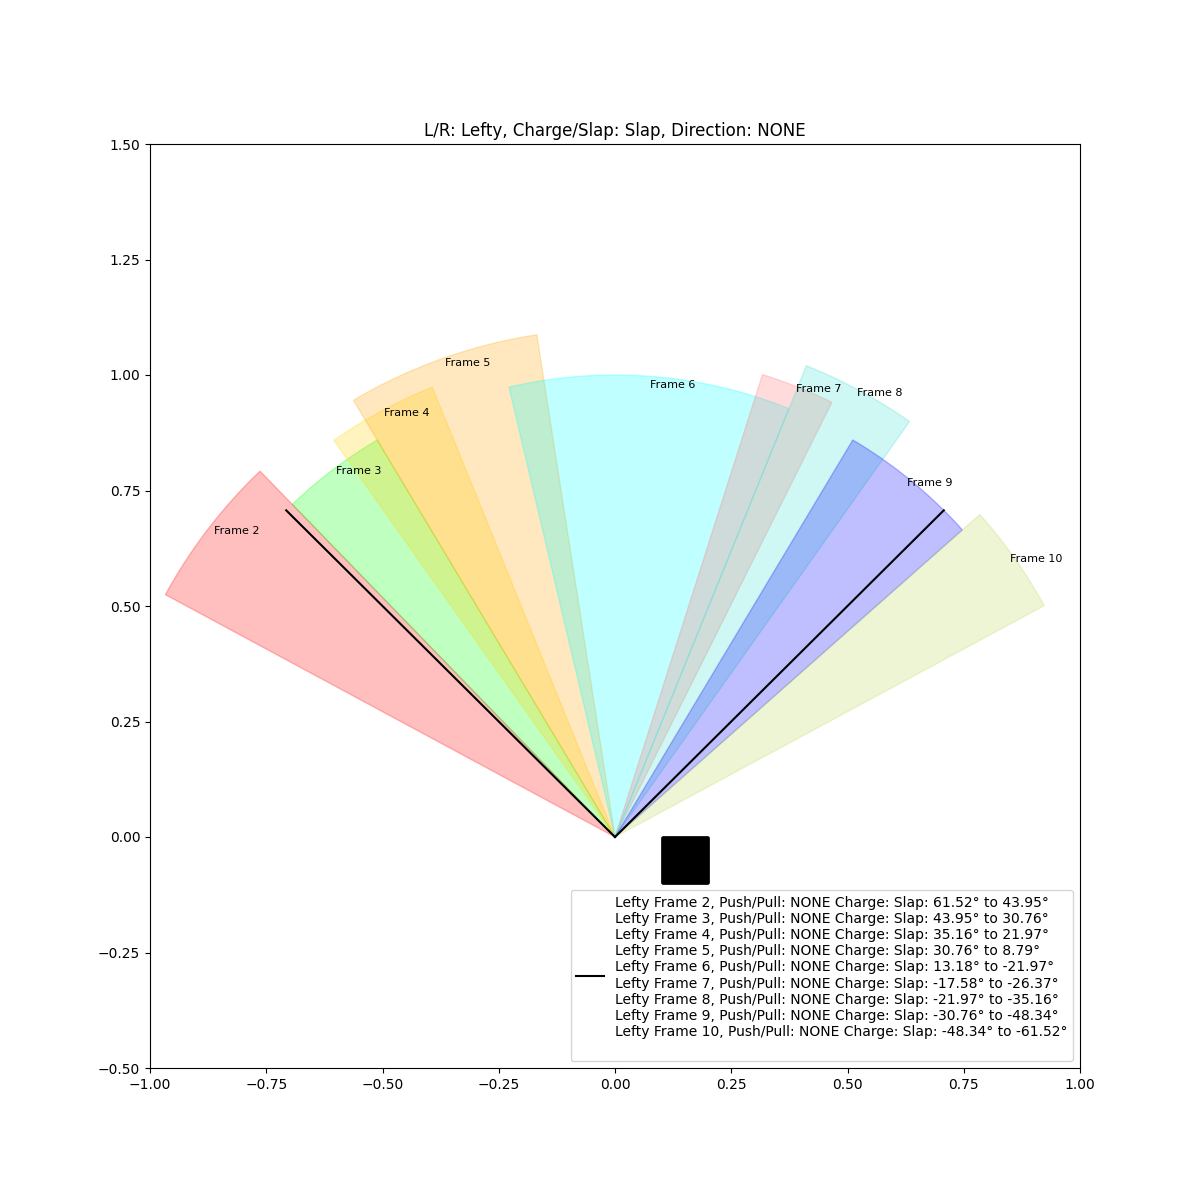 L/R: Lefty, Charge/Slap: Slap, Direction: NONE
1.50
1.25
1.00
0.75
0.50
0.25
0.00
−0.25
−0.50
Frame 5
Frame 6
Frame 7
Frame 8
Frame 4
Frame 3
Frame 9
Frame 2
Frame 10
Lefty Frame 2, Push/Pull: NONE Charge: Slap: 61.52° to 43.95°
Lefty Frame 3, Push/Pull: NONE Charge: Slap: 43.95° to 30.76°
Lefty Frame 4, Push/Pull: NONE Charge: Slap: 35.16° to 21.97°
Lefty Frame 5, Push/Pull: NONE Charge: Slap: 30.76° to 8.79°
Lefty Frame 6, Push/Pull: NONE Charge: Slap: 13.18° to -21.97°
Lefty Frame 7, Push/Pull: NONE Charge: Slap: -17.58° to -26.37°
Lefty Frame 8, Push/Pull: NONE Charge: Slap: -21.97° to -35.16°
Lefty Frame 9, Push/Pull: NONE Charge: Slap: -30.76° to -48.34°
Lefty Frame 10, Push/Pull: NONE Charge: Slap: -48.34° to -61.52°
−1.00 −0.75 −0.50 −0.25 0.00 0.25 0.50 0.75 1.00